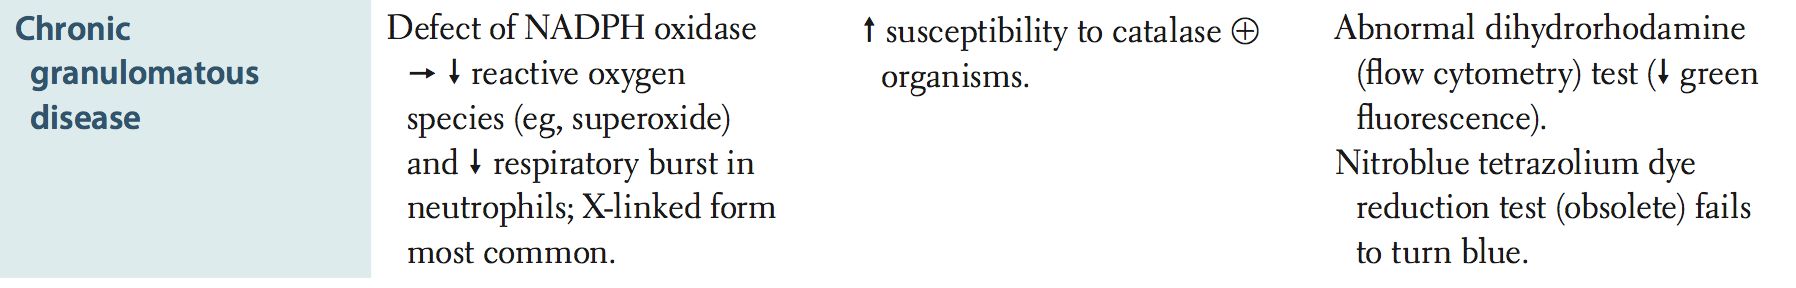 Chronic
granulomatous
disease
Defect of NADPH oxidase
→ ↓ reactive oxygen
species (eg, superoxide)
and ↓ respiratory burst in
neutrophils; X-linked form
most common.
↑ susceptibility to catalase ⊕
organisms.
Abnormal dihydrorhodamine
(flow cytometry) test (↓ green
fluorescence).
Nitroblue tetrazolium dye
reduction test (obsolete) fails
to turn blue.